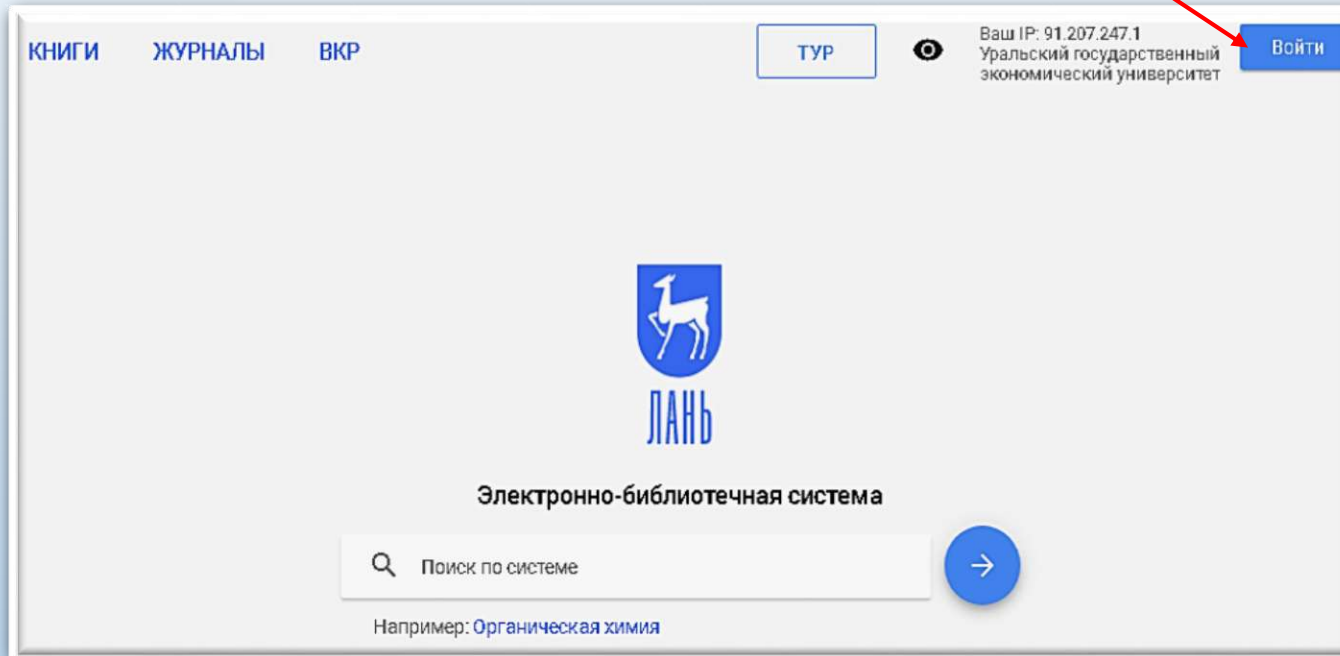 КНИГИ ЖУРНАЛЫ ВКР ТУР
Ваш IP: 91.207.247.1
Уральский государственный
экономический университет
Войти
ЛАНЬ
Электронно-библиотечная система
Поиск по системе
Например: Органическая химия